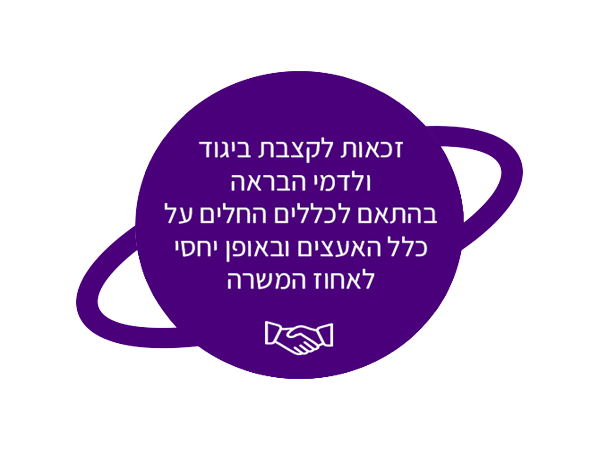 זכאות לקצבת ביגוד
ולדמי הבראה
בהתאם לכללים החלים על
כלל האעצים ובאופן יחסי
לאחוז המשרה